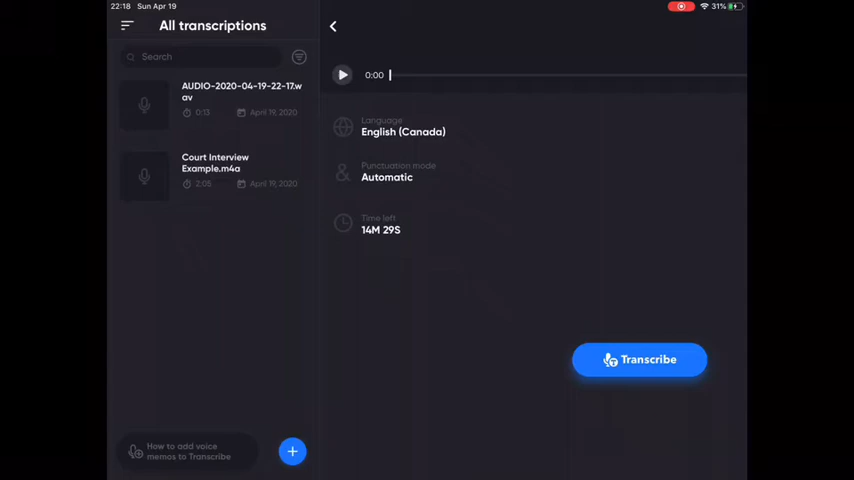 22:18 Sun Apr 19
31%
All transcriptions
Search
AUDIO-2020-04-19-22-17.w
av
0:13 April 19, 2020
Court Interview
Example.m4a
2:05 April 19, 2020
How to add voice
memos to Transcribe
0:00
Language
English (Canada)
Punctuation mode
Automatic
Time left
14M 29S
Transcribe